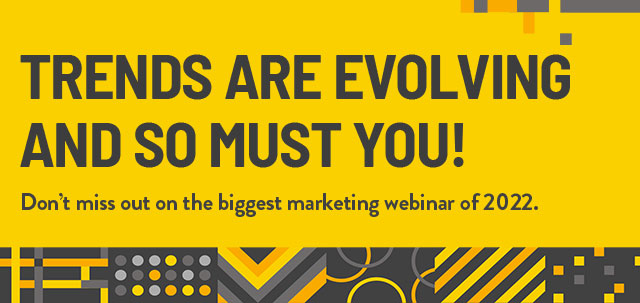 TRENDS ARE EVOLVING
AND SO MUST YOU!
Don’t miss out on the biggest marketing webinar of 2022.